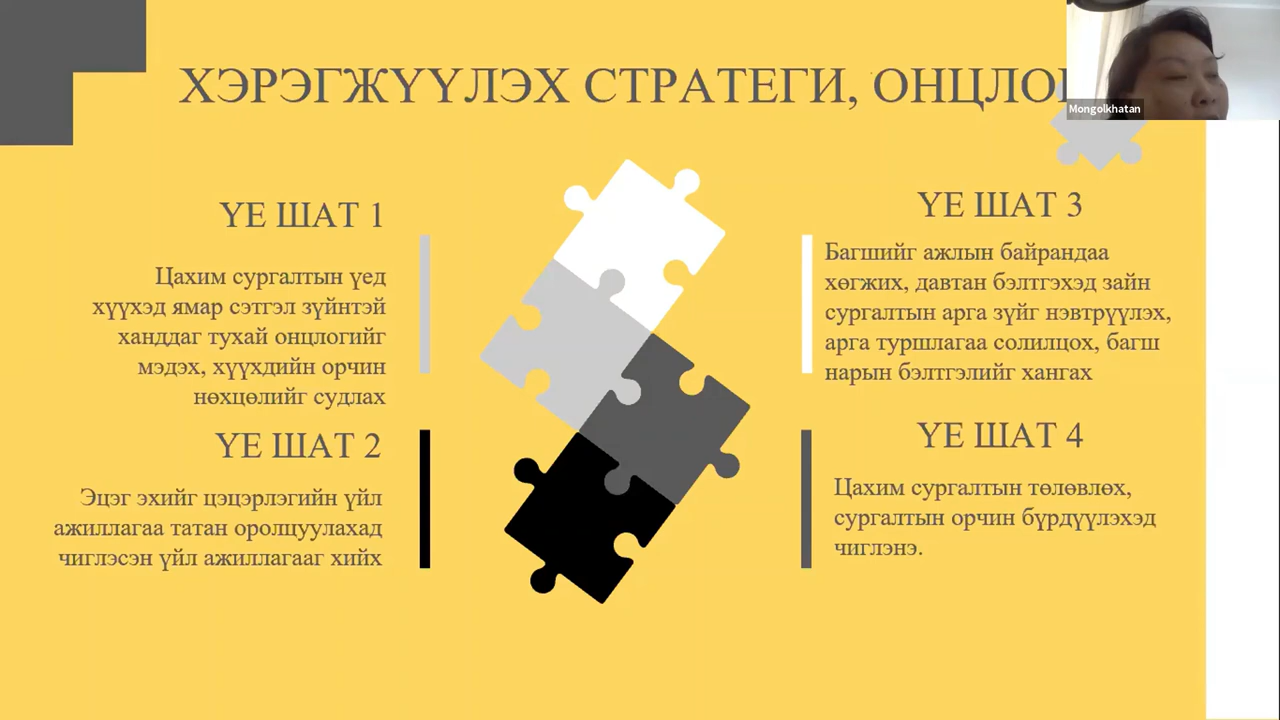 ХЭРЭГЖҮҮЛЭХ СТРАТЕГИ,
Mongolkhatan
ҮЕ ШАТ 1
Цахим сургалтын үед
хүүхэд ямар сэтгэл зүйнтэй
ханддаг тухай онцлогийг
мэдэх, хүүхдийн орчин
нөхцөлийг судлах
ҮЕ ШАТ 2
Эцэг эхийг цэцэрлэгийн үйл
ажиллагаа татан оролцуулахад
чиглэсэн үйл ажиллагааг хийх
ҮЕ ШАТ 3
Багшийг ажлын байрандаа
хөгжих, давтан бэлтгэхэд зайн
сургалтын арга зүйг нэвтрүүлэх,
арга туршлагаа солилцох, багш
нарын бэлтгэлийг хангах
ҮЕ ШАТ 4
Цахим сургалтын төлөвлөх,
сургалтын орчин бүрдүүлэхэд
чиглэнэ.